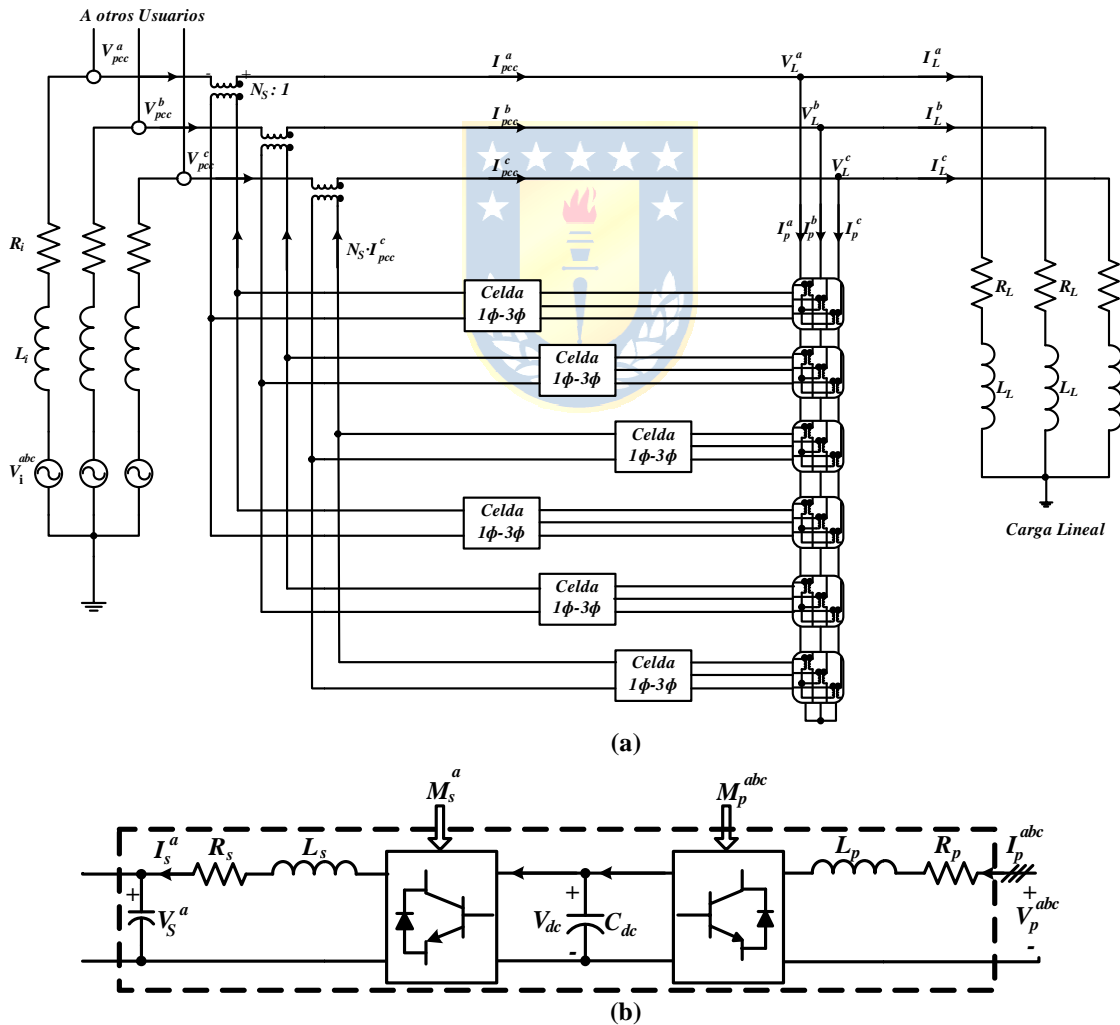 A otros Usuarios
V_pcc^a
I_pcc^a
V_L^a
I_L^a
- +
N_S : 1
V_pcc^b
I_pcc^b
V_L^b
I_L^b
V_pcc^c
I_pcc^c
V_L^c
I_L^c
R_i
N_S·I_pcc^c
I_p^a I_p^b I_p^c
R_L R_L
Celda
1ϕ-3ϕ
L_i
Celda
1ϕ-3ϕ
L_L L_L
Celda
1ϕ-3ϕ
V_i^abc
Celda
1ϕ-3ϕ
Carga Lineal
Celda
1ϕ-3ϕ
Celda
1ϕ-3ϕ
(a)
M_s^a
M_p^abc
I_s^a R_s L_s
L_p R_p I_p^abc
+ V_S^a
+ V_dc - C_dc
+ V_p^abc -
(b)